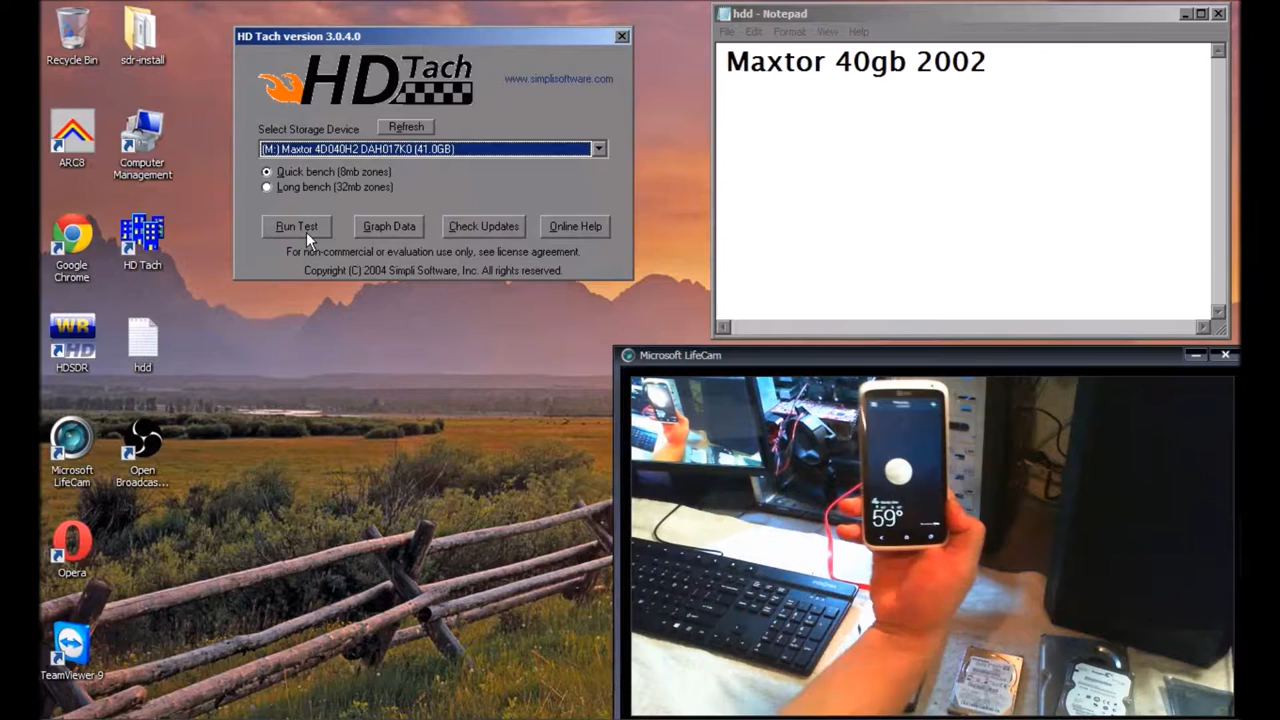 Recycle Bin
sdr-install
ARC8
Computer
Management
Google
Chrome
HD Tach
WR
HD
HDSDR
hdd
Microsoft
LifeCam
Open
Broadcas...
Opera
TeamViewer 9
HD Tach version 3.0.4.0
HD Tach
www.simplisoftware.com
Select Storage Device
Refresh
(M:) Maxtor 4D040H2 DAH017K0 (41.0GB)
Quick bench (8mb zones)
Long bench (32mb zones)
Run Test
Graph Data
Check Updates
Online Help
For non-commercial or evaluation use only, see license agreement.
Copyright (C) 2004 Simpli Software, Inc. All rights reserved.
hdd - Notepad
File Edit Format View Help
Maxtor 40gb 2002
Microsoft LifeCam
59°